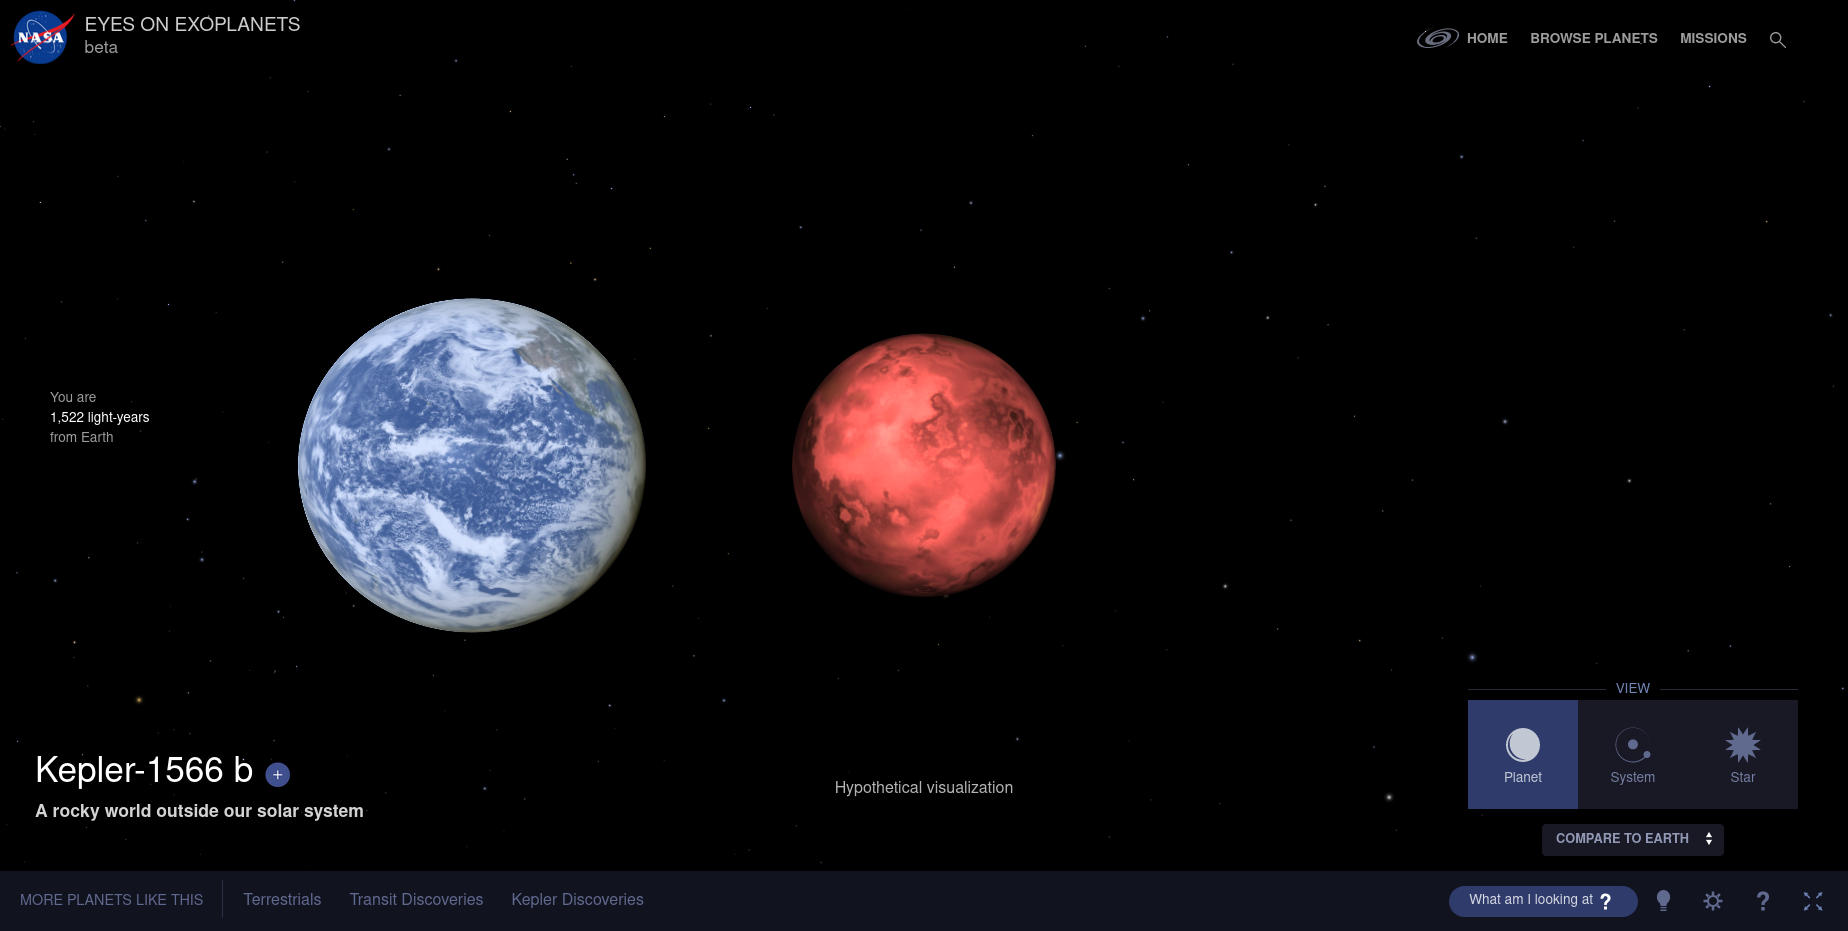 NASA
EYES ON EXOPLANETS
beta
HOME
BROWSE PLANETS
MISSIONS
You are
1,522 light-years
from Earth
Kepler-1566 b +
A rocky world outside our solar system
Hypothetical visualization
VIEW
Planet
System
Star
COMPARE TO EARTH
MORE PLANETS LIKE THIS
Terrestrials
Transit Discoveries
Kepler Discoveries
What am I looking at ?
?